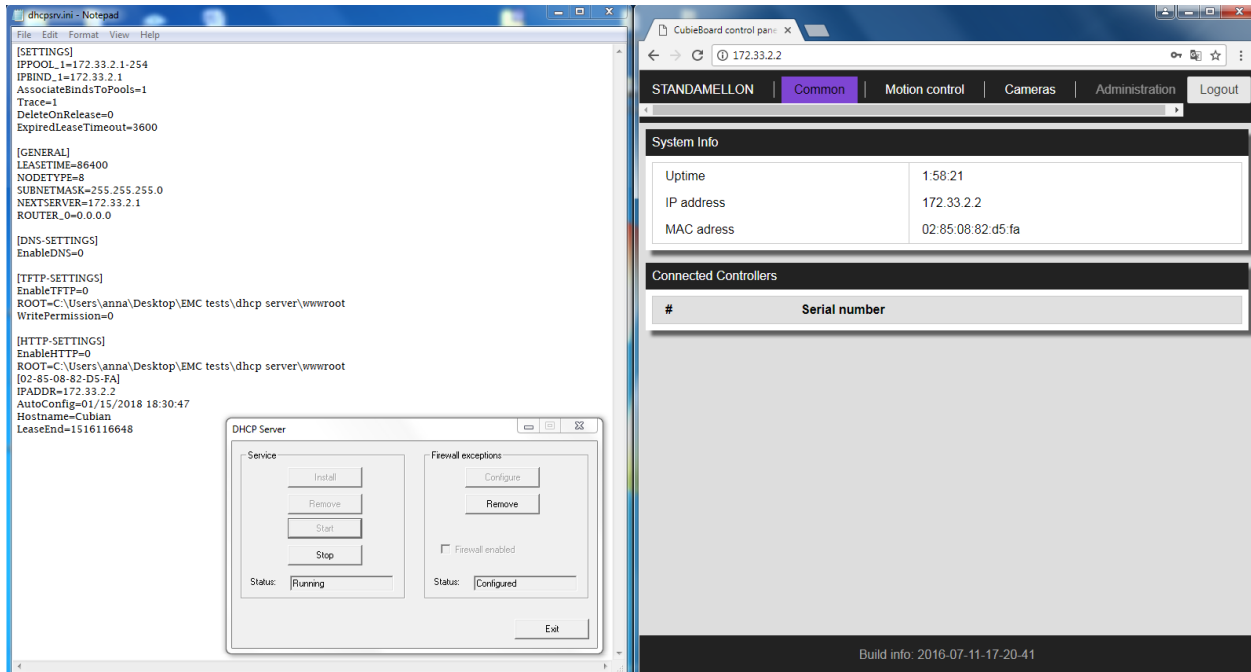 dhcpsrv.ini - Notepad
File Edit Format View Help
[SETTINGS]
IPPOOL_1=172.33.2.1-254
IPBIND_1=172.33.2.1
AssociateBindsToPools=1
Trace=1
DeleteOnRelease=0
ExpiredLeaseTimeout=3600
[GENERAL]
LEASETIME=86400
NODETYPE=8
SUBNETMASK=255.255.255.0
NEXTSERVER=172.33.2.1
ROUTER_0=0.0.0.0
[DNS-SETTINGS]
EnableDNS=0
[TFTP-SETTINGS]
EnableTFTP=0
ROOT=C:\Users\anna\Desktop\EMC tests\dhcp server\wwwroot
WritePermission=0
[HTTP-SETTINGS]
EnableHTTP=0
ROOT=C:\Users\anna\Desktop\EMC tests\dhcp server\wwwroot
[02-85-08-82-D5-FA]
IPADDR=172.33.2.2
AutoConfig=01/15/2018 18:30:47
Hostname=Cubian
LeaseEnd=1516116648
DHCP Server
Service
Install
Remove
Start
Stop
Status: Running
Firewall exceptions
Configure
Remove
Firewall enabled
Status: Configured
Exit
CubieBoard control pane
172.33.2.2
STANDAMELLON Common Motion control Cameras Administration Logout
System Info
Uptime 1:58:21
IP address 172.33.2.2
MAC adress 02:85:08:82:d5:fa
Connected Controllers
# Serial number
Build info: 2016-07-11-17-20-41